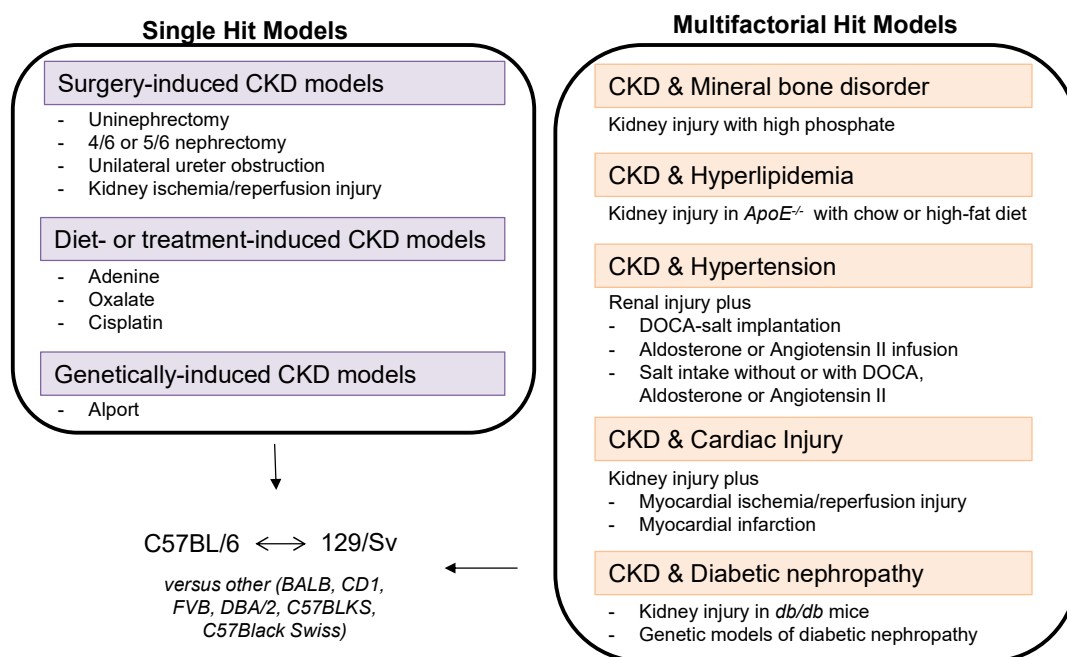 Single Hit Models
Surgery-induced CKD models
- Uninephrectomy
- 4/6 or 5/6 nephrectomy
- Unilateral ureter obstruction
- Kidney ischemia/reperfusion injury
Diet- or treatment-induced CKD models
- Adenine
- Oxalate
- Cisplatin
Genetically-induced CKD models
- Alport
C57BL/6 ⟷ 129/Sv
versus other (BALB, CD1,
FVB, DBA/2, C57BLKS,
C57Black Swiss)
Multifactorial Hit Models
CKD & Mineral bone disorder
Kidney injury with high phosphate
CKD & Hyperlipidemia
Kidney injury in ApoE-/- with chow or high-fat diet
CKD & Hypertension
Renal injury plus
- DOCA-salt implantation
- Aldosterone or Angiotensin II infusion
- Salt intake without or with DOCA,
Aldosterone or Angiotensin II
CKD & Cardiac Injury
Kidney injury plus
- Myocardial ischemia/reperfusion injury
- Myocardial infarction
CKD & Diabetic nephropathy
- Kidney injury in db/db mice
- Genetic models of diabetic nephropathy